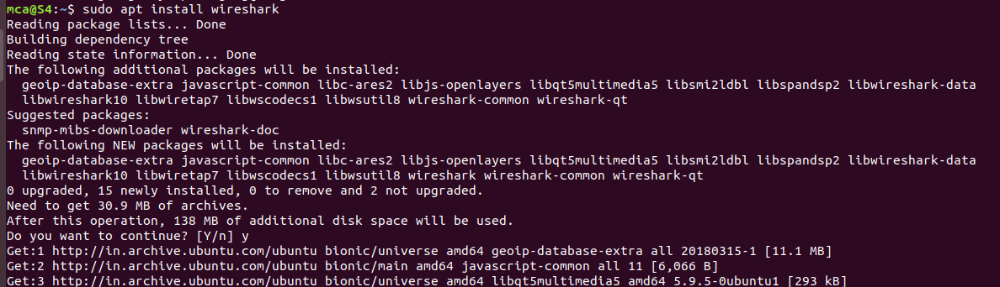 mca@S4:~$ sudo apt install wireshark
Reading package lists... Done
Building dependency tree
Reading state information... Done
The following additional packages will be installed:
  geoip-database-extra javascript-common libc-ares2 libjs-openlayers libqt5multimedia5 libsmi2ldbl libspandsp2 libwireshark-data
  libwireshark10 libwiretap7 libwscodecs1 libwsutil8 wireshark-common wireshark-qt
Suggested packages:
  snmp-mibs-downloader wireshark-doc
The following NEW packages will be installed:
  geoip-database-extra javascript-common libc-ares2 libjs-openlayers libqt5multimedia5 libsmi2ldbl libspandsp2 libwireshark-data
  libwireshark10 libwiretap7 libwscodecs1 libwsutil8 wireshark wireshark-common wireshark-qt
0 upgraded, 15 newly installed, 0 to remove and 2 not upgraded.
Need to get 30.9 MB of archives.
After this operation, 138 MB of additional disk space will be used.
Do you want to continue? [Y/n] y
Get:1 http://in.archive.ubuntu.com/ubuntu bionic/universe amd64 geoip-database-extra all 20180315-1 [11.1 MB]
Get:2 http://in.archive.ubuntu.com/ubuntu bionic/main amd64 javascript-common all 11 [6,066 B]
Get:3 http://in.archive.ubuntu.com/ubuntu bionic/universe amd64 libqt5multimedia5 amd64 5.9.5-0ubuntu1 [293 kB]